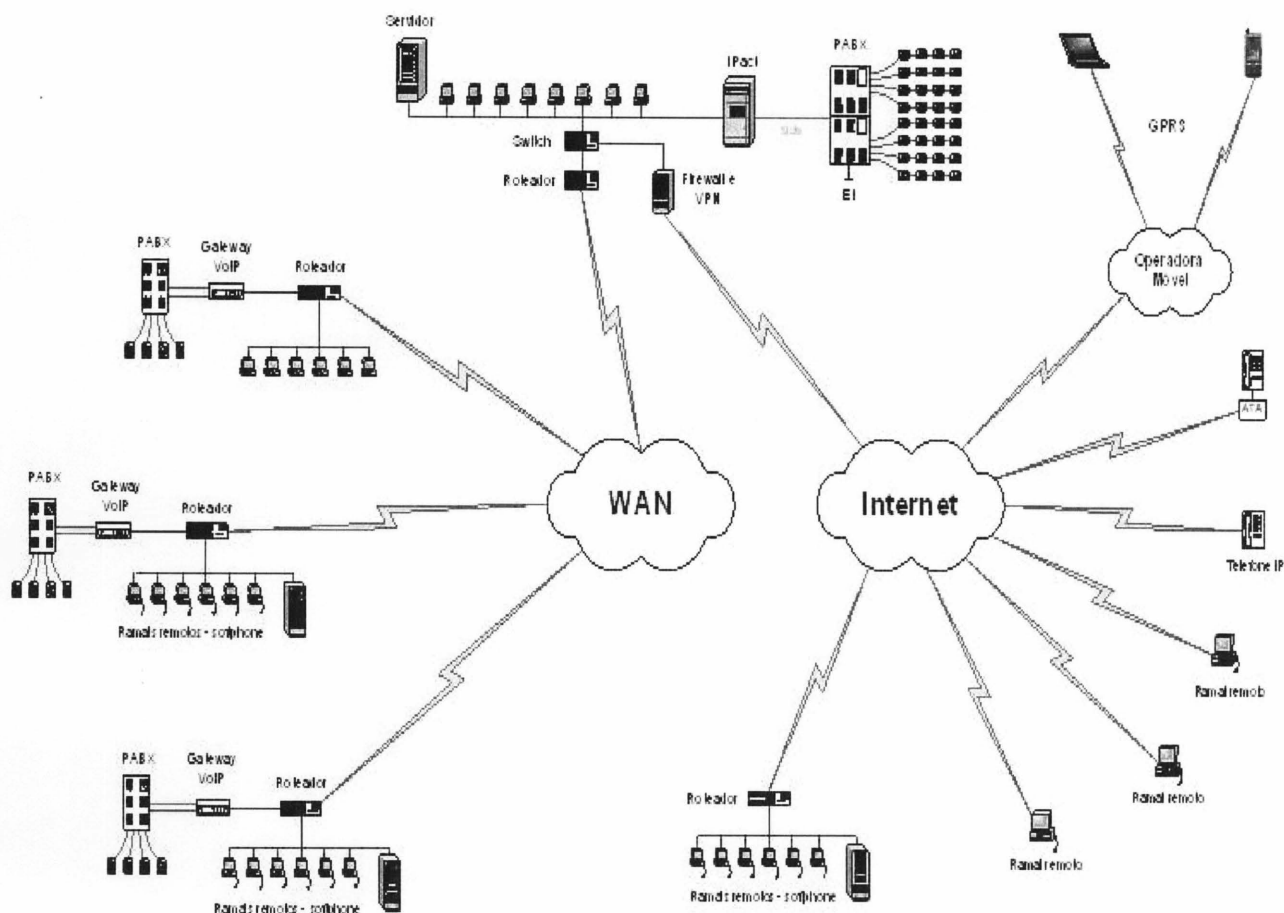 Servidor
IPact
PABX
Switch
Roteador
Firewall e
VPN
E1
GPRS
Operadora
Móvel
PABX
Gateway
VoIP
Roteador
ATA
WAN
Internet
PABX
Gateway
VoIP
Roteador
Ramais remotos - softphone
Telefone IP
Ramal remoto
Ramal remoto
Ramal remoto
PABX
Gateway
VoIP
Roteador
Ramais remotos - softphone
Roteador
Ramais remotos - softphone